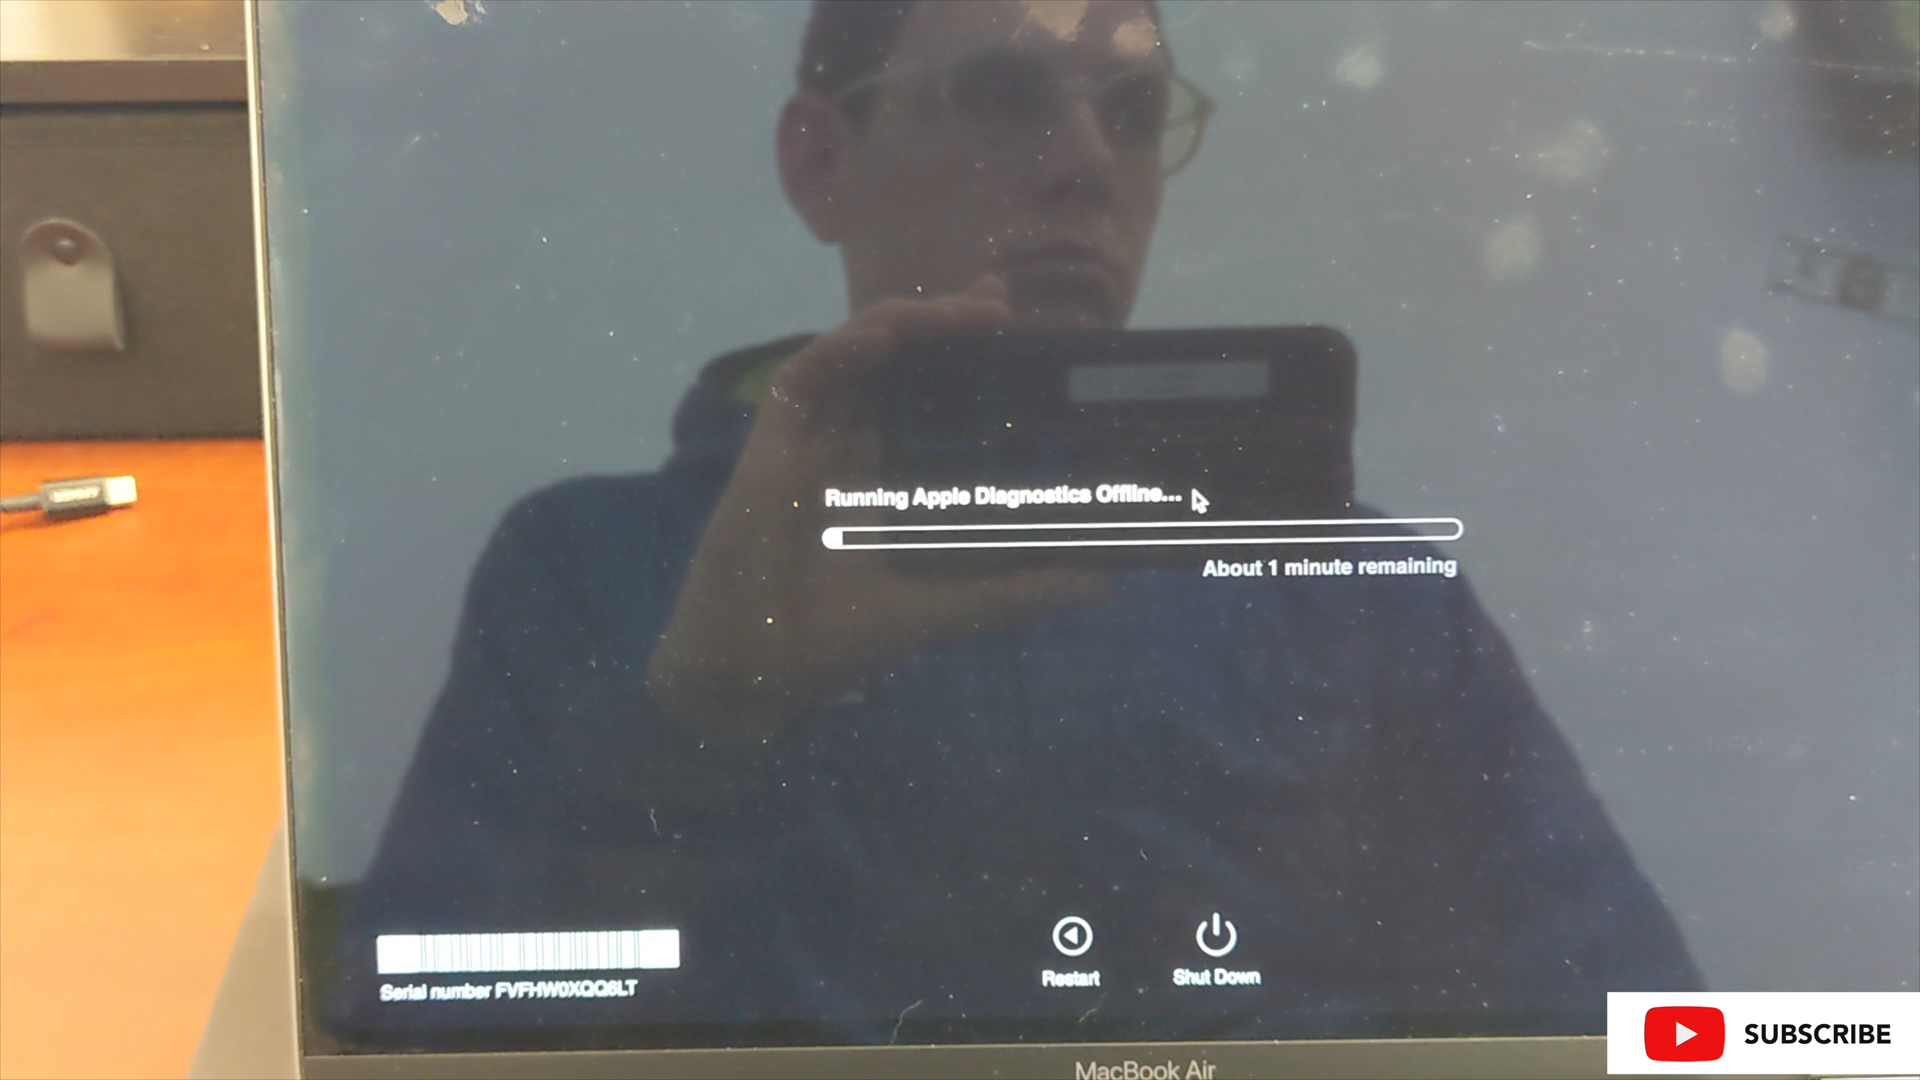 Running Apple Diagnostics Offline...
About 1 minute remaining
Restart
Shut Down
Serial number FVFHW0XQQ6LT
MacBook Air
SUBSCRIBE